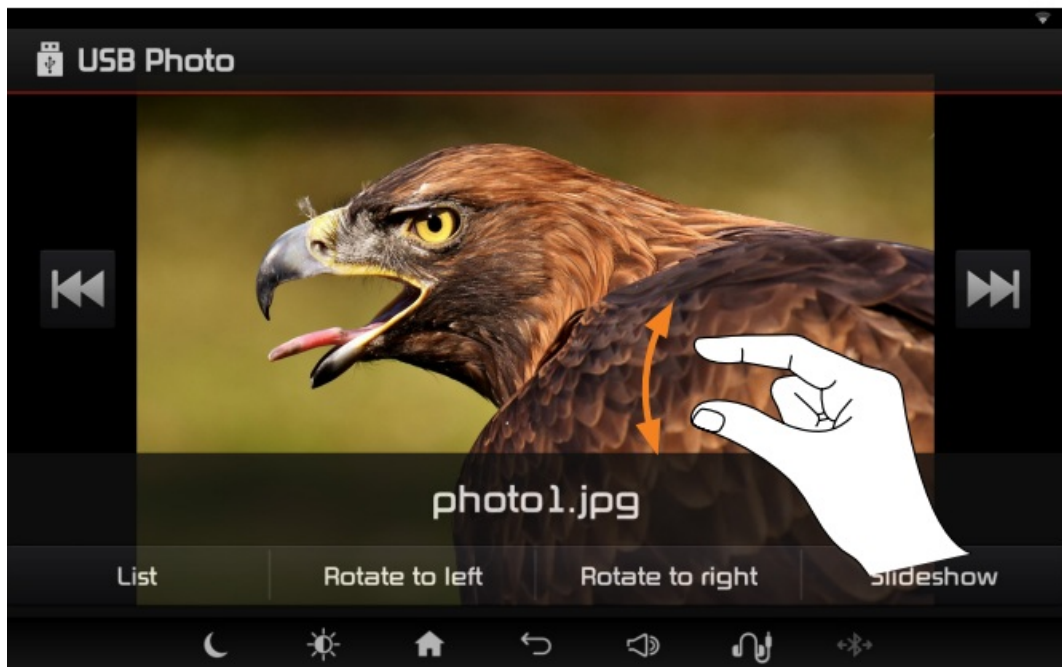 USB Photo
photo1.jpg
List
Rotate to left
Rotate to right
Slideshow